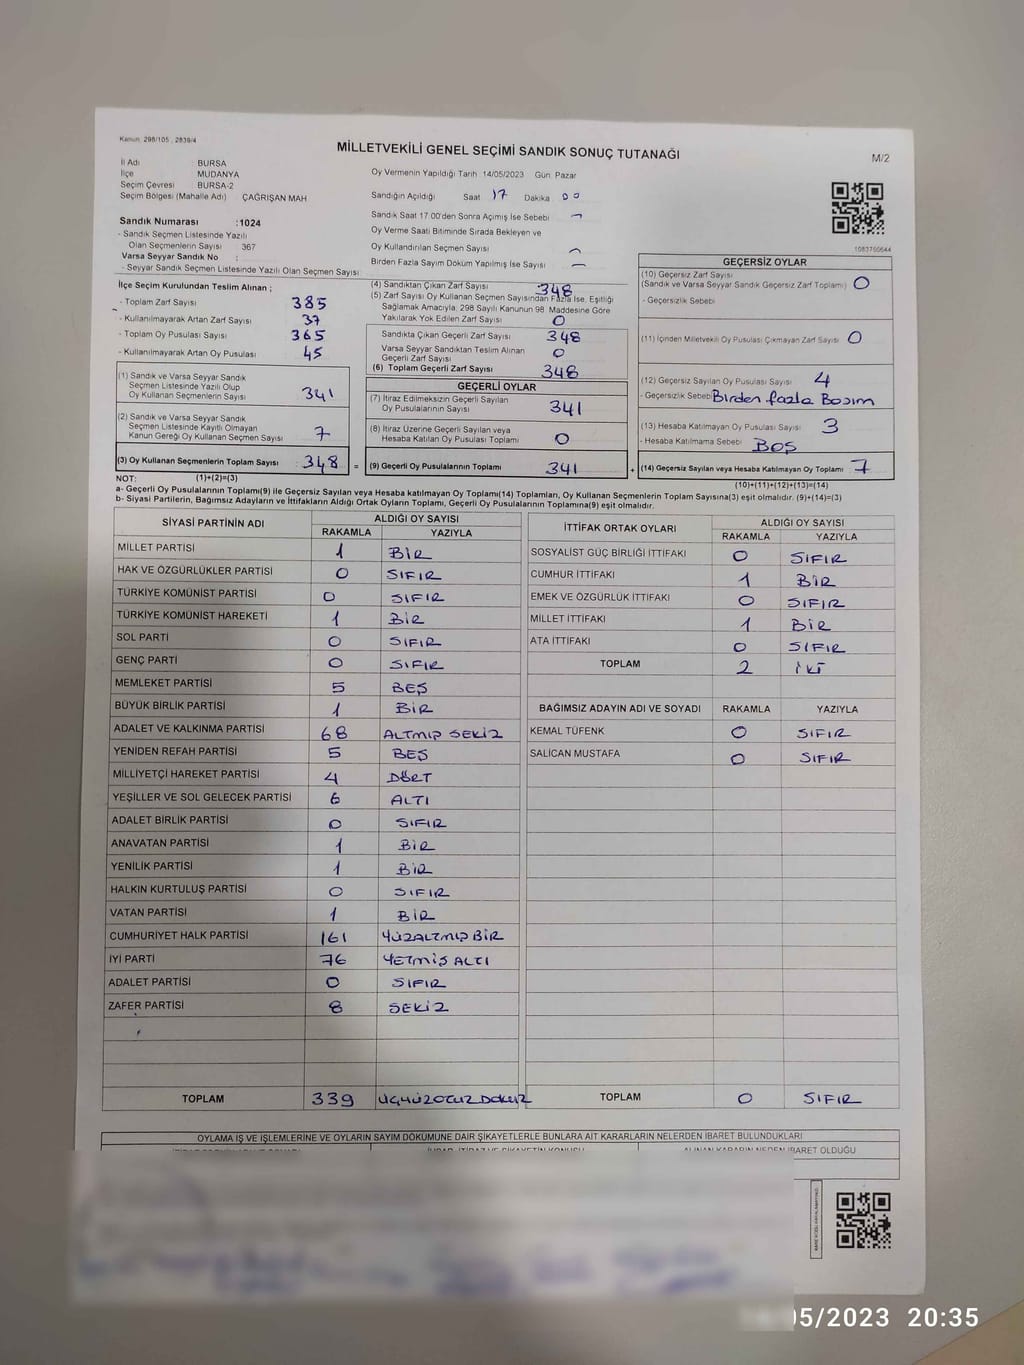 Kanun: 298/105, 2839/4
MİLLETVEKİLİ GENEL SEÇİMİ SANDIK SONUÇ TUTANAĞI
M/2
İl Adı : BURSA
İlçe MUDANYA
Seçim Çevresi BURSA-2
Seçim Bölgesi (Mahalle Adı) ÇAĞRIŞAN MAH
Sandık Numarası :1024
- Sandık Seçmen Listesinde Yazılı
Olan Seçmenlerin Sayısı 367
Varsa Seyyar Sandık No :
- Seyyar Sandık Seçmen Listesinde Yazılı Olan Seçmen Sayısı:
Oy Vermenin Yapıldığı Tarih 14/05/2023 Gün Pazar
Sandığın Açıldığı Saat 17 Dakika 00
Sandık Saat 17.00'den Sonra Açılmış İse Sebebi —
Oy Verme Saati Bitiminde Sırada Bekleyen ve
Oy Kullandırılan Seçmen Sayısı —
Birden Fazla Sayım Döküm Yapılmış İse Sayısı —
1083760644
İlçe Seçim Kurulundan Teslim Alınan ;
- Toplam Zarf Sayısı 385
- Kullanılmayarak Artan Zarf Sayısı 37
- Toplam Oy Pusulası Sayısı 365
- Kullanılmayarak Artan Oy Pusulası 45
(1) Sandık ve Varsa Seyyar Sandık
Seçmen Listesinde Yazılı Olup
Oy Kullanan Seçmenlerin Sayısı 341
(2) Sandık ve Varsa Seyyar Sandık
Seçmen Listesinde Kayıtlı Olmayan
Kanun Gereği Oy Kullanan Seçmen Sayısı 7
(3) Oy Kullanan Seçmenlerin Toplam Sayısı 348 =
(4) Sandıktan Çıkan Zarf Sayısı 348
(5) Zarf Sayısı Oy Kullanan Seçmen Sayısından Fazla İse, Eşitliği
Sağlamak Amacıyla; 298 Sayılı Kanunun 98. Maddesine Göre
Yakılarak Yok Edilen Zarf Sayısı 0
Sandıkta Çıkan Geçerli Zarf Sayısı 348
Varsa Seyyar Sandıktan Teslim Alınan
Geçerli Zarf Sayısı 0
(6) Toplam Geçerli Zarf Sayısı 348
GEÇERLİ OYLAR
(7) İtiraz Edilmeksizin Geçerli Sayılan
Oy Pusulalarının Sayısı 341
(8) İtiraz Üzerine Geçerli Sayılan veya
Hesaba Katılan Oy Pusulası Toplamı 0
(9) Geçerli Oy Pusulalarının Toplamı 341 +
GEÇERSİZ OYLAR
(10) Geçersiz Zarf Sayısı
(Sandık ve Varsa Seyyar Sandık Geçersiz Zarf Toplamı) 0
- Geçersizlik Sebebi
(11) İçinden Milletvekili Oy Pusulası Çıkmayan Zarf Sayısı 0
(12) Geçersiz Sayılan Oy Pusulası Sayısı 4
- Geçersizlik Sebebi Birden fazla Basım
(13) Hesaba Katılmayan Oy Pusulası Sayısı 3
- Hesaba Katılmama Sebebi BOŞ
(14) Geçersiz Sayılan veya Hesaba Katılmayan Oy Toplamı 7
NOT: (1)+(2)=(3)
(10)+(11)+(12)+(13)=(14)
a- Geçerli Oy Pusulalarının Toplamı(9) ile Geçersiz Sayılan veya Hesaba katılmayan Oy Toplamı(14) Toplamları, Oy Kullanan Seçmenlerin Toplam Sayısına(3) eşit olmalıdır. (9)+(14)=(3)
b- Siyasi Partilerin, Bağımsız Adayların ve İttifakların Aldığı Ortak Oyların Toplamı, Geçerli Oy Pusulalarının Toplamına(9) eşit olmalıdır.
SİYASİ PARTİNİN ADI ALDIĞI OY SAYISI
RAKAMLA YAZIYLA
MİLLET PARTİSİ 1 BİR
HAK VE ÖZGÜRLÜKLER PARTİSİ 0 SIFIR
TÜRKİYE KOMÜNİST PARTİSİ 0 SIFIR
TÜRKİYE KOMÜNİST HAREKETİ 1 BİR
SOL PARTİ 0 SIFIR
GENÇ PARTİ 0 SIFIR
MEMLEKET PARTİSİ 5 BEŞ
BÜYÜK BİRLİK PARTİSİ 1 BİR
ADALET VE KALKINMA PARTİSİ 68 ALTMIŞ SEKİZ
YENİDEN REFAH PARTİSİ 5 BEŞ
MİLLİYETÇİ HAREKET PARTİSİ 4 DÖRT
YEŞİLLER VE SOL GELECEK PARTİSİ 6 ALTI
ADALET BİRLİK PARTİSİ 0 SIFIR
ANAVATAN PARTİSİ 1 BİR
YENİLİK PARTİSİ 1 BİR
HALKIN KURTULUŞ PARTİSİ 0 SIFIR
VATAN PARTİSİ 1 BİR
CUMHURİYET HALK PARTİSİ 161 YÜZALTMIŞ BİR
İYİ PARTİ 76 YETMİŞ ALTI
ADALET PARTİSİ 0 SIFIR
ZAFER PARTİSİ 8 SEKİZ
TOPLAM 339 ÜÇYÜZOTUZ DOKUZ
İTTİFAK ORTAK OYLARI ALDIĞI OY SAYISI
RAKAMLA YAZIYLA
SOSYALİST GÜÇ BİRLİĞİ İTTİFAKI 0 SIFIR
CUMHUR İTTİFAKI 1 BİR
EMEK VE ÖZGÜRLÜK İTTİFAKI 0 SIFIR
MİLLET İTTİFAKI 1 BİR
ATA İTTİFAKI 0 SIFIR
TOPLAM 2 İKİ
BAĞIMSIZ ADAYIN ADI VE SOYADI RAKAMLA YAZIYLA
KEMAL TÜFENK 0 SIFIR
SALİCAN MUSTAFA 0 SIFIR
TOPLAM 0 SIFIR
OYLAMA İŞ VE İŞLEMLERİNE VE OYLARIN SAYIM DÖKÜMÜNE DAİR ŞİKAYETLERLE BUNLARA AİT KARARLARIN NELERDEN İBARET BULUNDUKLARI
ALINAN KARARIN NEDEN İBARET OLDUĞU
05/2023 20:35